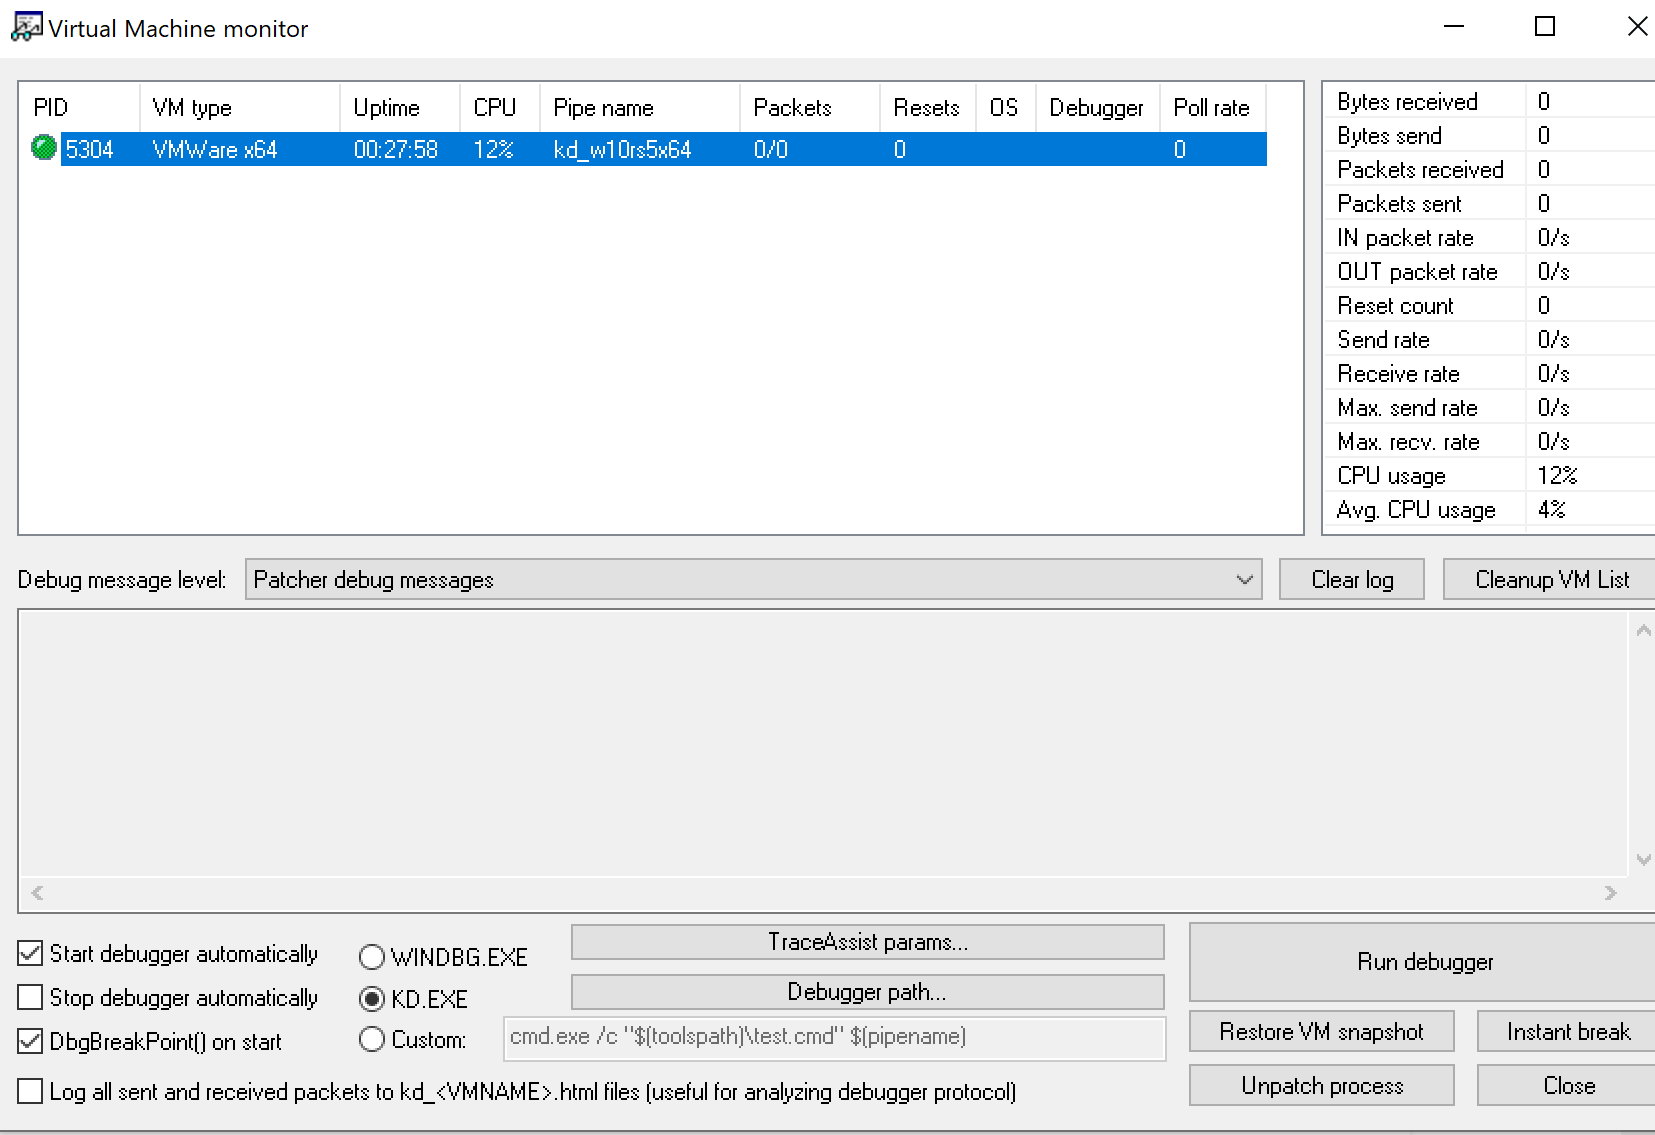 Virtual Machine monitor
PID VM type Uptime CPU Pipe name Packets Resets OS Debugger Poll rate
5304 VMWare x64 00:27:58 12% kd_w10rs5x64 0/0 0 0
Bytes received 0
Bytes send 0
Packets received 0
Packets sent 0
IN packet rate 0/s
OUT packet rate 0/s
Reset count 0
Send rate 0/s
Receive rate 0/s
Max. send rate 0/s
Max. recv. rate 0/s
CPU usage 12%
Avg. CPU usage 4%
Debug message level: Patcher debug messages Clear log Cleanup VM List
Start debugger automatically
Stop debugger automatically
DbgBreakPoint() on start
WINDBG.EXE
KD.EXE
Custom: cmd.exe /c "$(toolspath)\test.cmd" $(pipename)
TraceAssist params...
Debugger path...
Run debugger
Restore VM snapshot Instant break
Unpatch process Close
Log all sent and received packets to kd_<VMNAME>.html files (useful for analyzing debugger protocol)